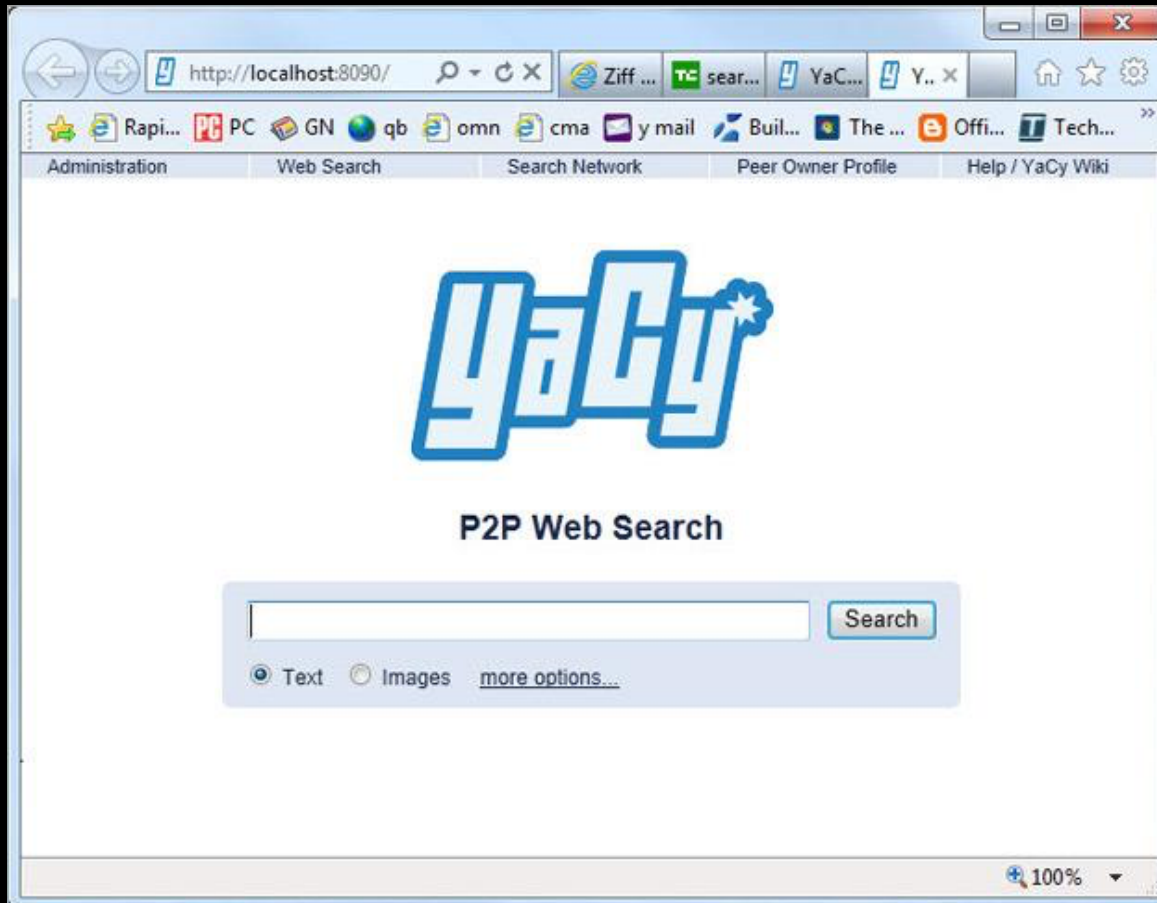 http://localhost:8090/ Ziff ... TC sear... YaC... Y..
Rapi... PC PC GN qb omn cma y mail Buil... The ... Offi... T Tech... »
Administration Web Search Search Network Peer Owner Profile Help / YaCy Wiki
YaCy
P2P Web Search
Search
Text Images more options...
100%